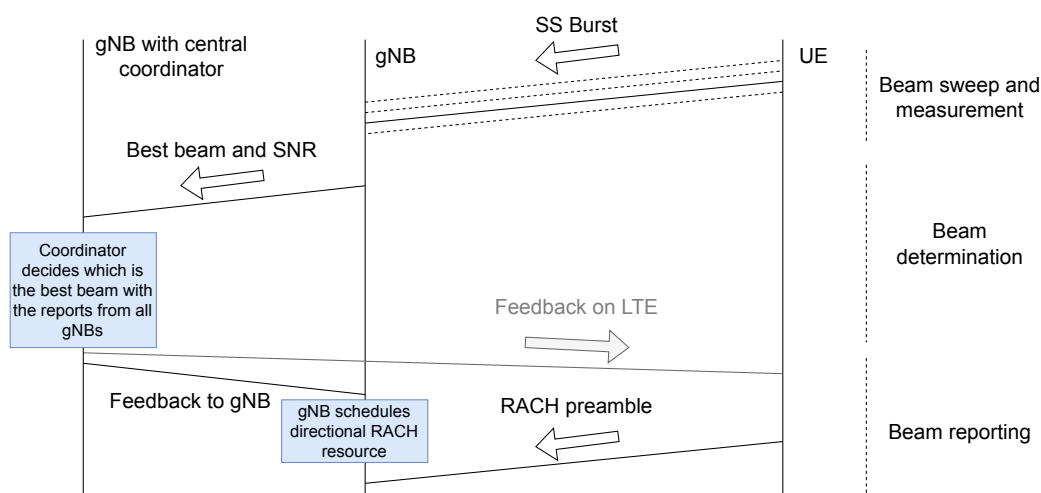 gNB with central
coordinator
gNB
SS Burst
UE
Beam sweep and
measurement
Best beam and SNR
Beam
determination
Coordinator
decides which is
the best beam with
the reports from all
gNBs
Feedback on LTE
Feedback to gNB
gNB schedules
directional RACH
resource
RACH preamble
Beam reporting